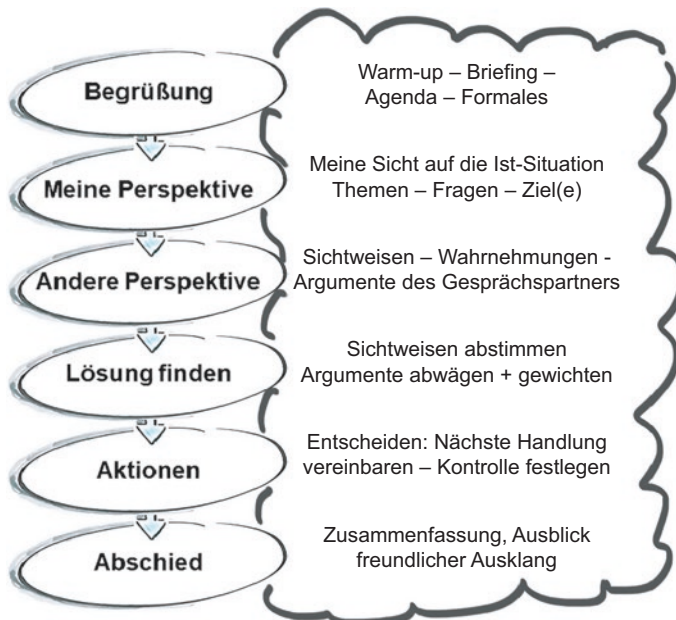 Begrüßung
Warm-up – Briefing –
Agenda – Formales
Meine Perspektive
Meine Sicht auf die Ist-Situation
Themen – Fragen – Ziel(e)
Andere Perspektive
Sichtweisen – Wahrnehmungen -
Argumente des Gesprächspartners
Lösung finden
Sichtweisen abstimmen
Argumente abwägen + gewichten
Aktionen
Entscheiden: Nächste Handlung
vereinbaren – Kontrolle festlegen
Abschied
Zusammenfassung, Ausblick
freundlicher Ausklang